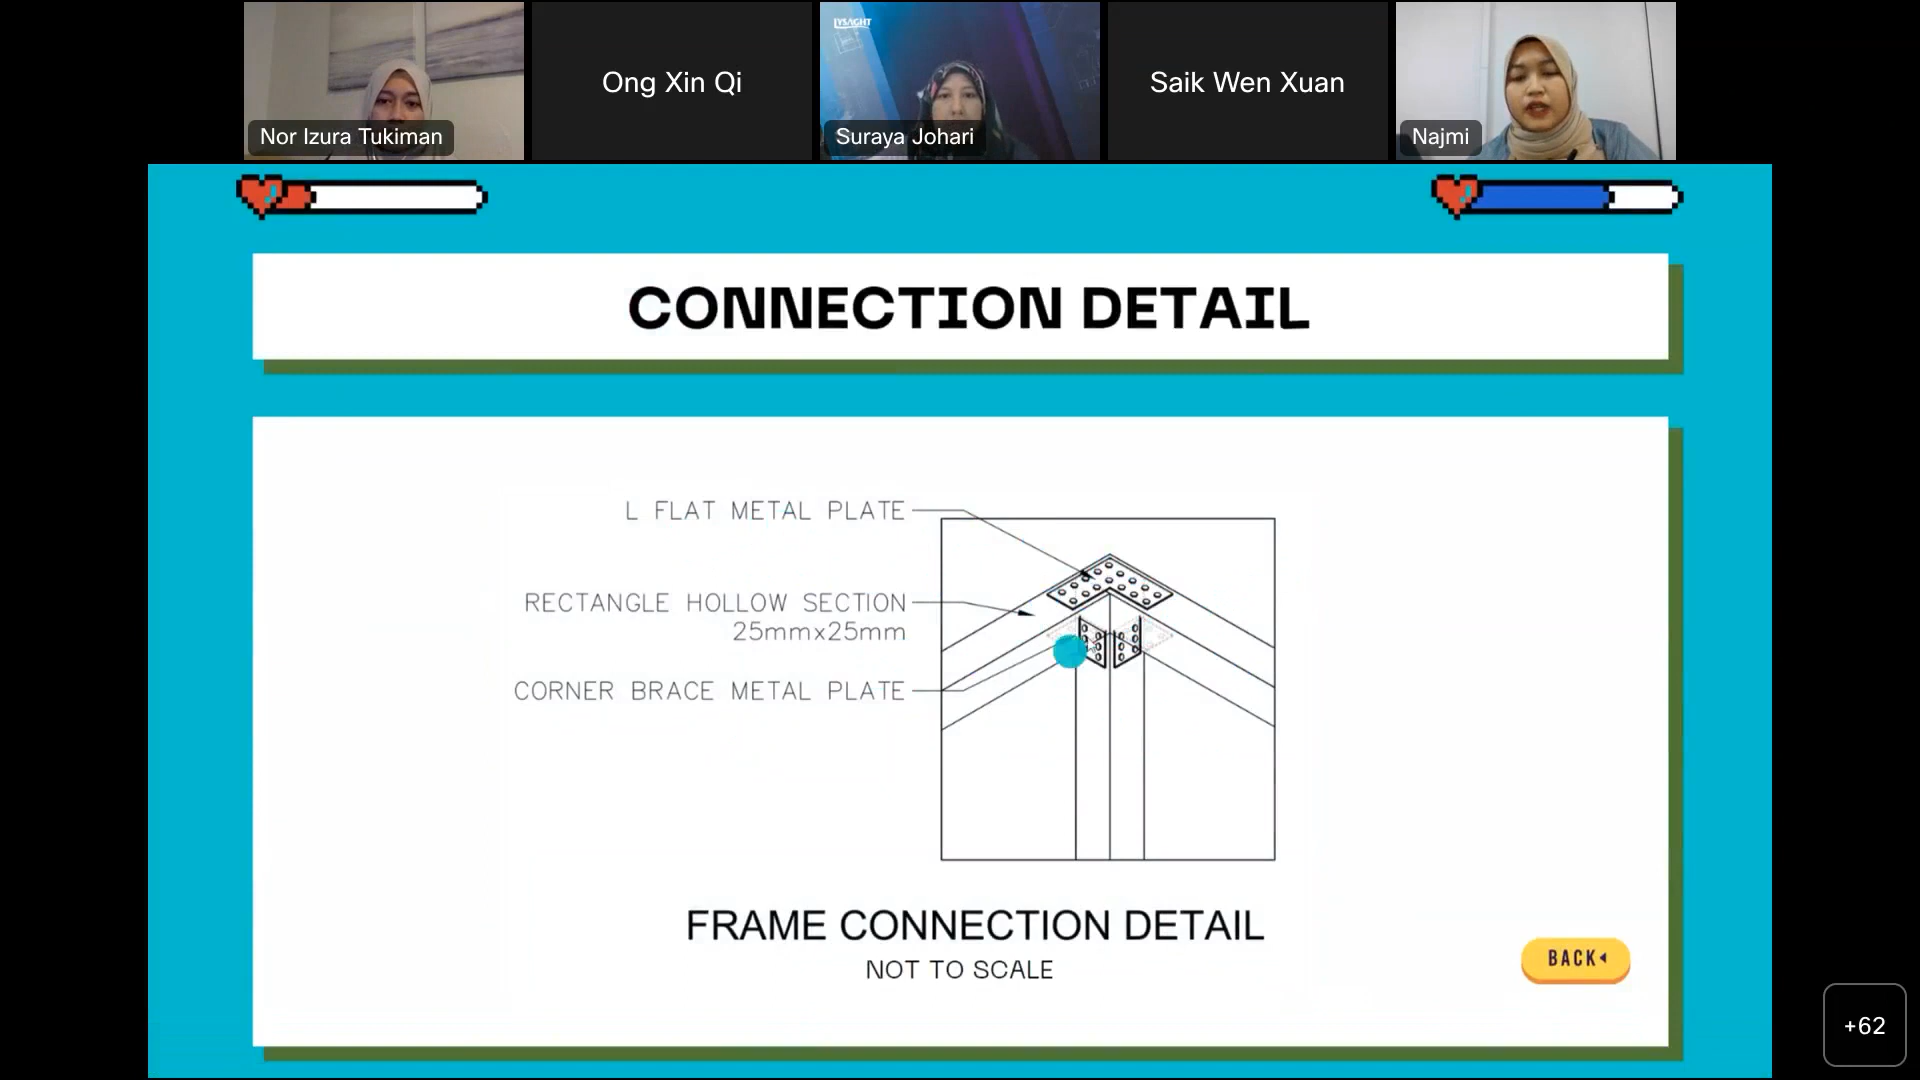 LYSAGHT
Nor Izura Tukiman
Ong Xin Qi
Suraya Johari
Saik Wen Xuan
Najmi
CONNECTION DETAIL
L FLAT METAL PLATE
RECTANGLE HOLLOW SECTION
25mmx25mm
CORNER BRACE METAL PLATE
FRAME CONNECTION DETAIL
NOT TO SCALE
BACK
+62